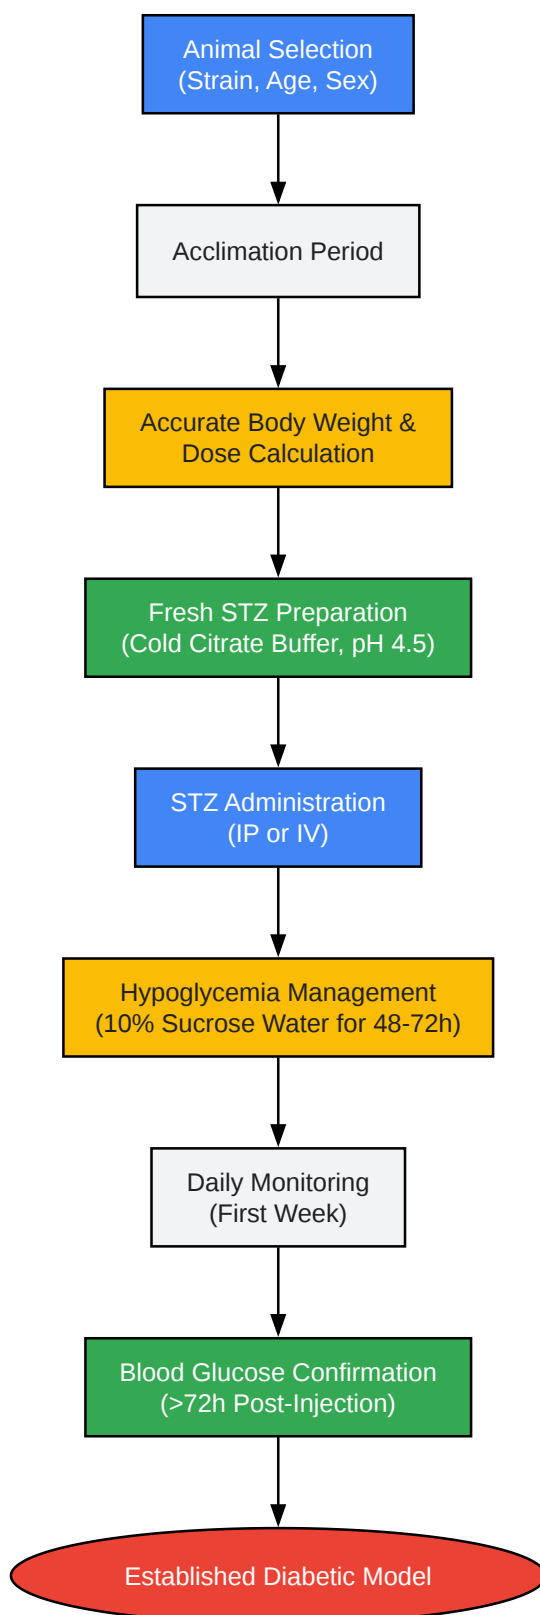 Animal Selection
(Strain, Age, Sex)
Acclimation Period
Accurate Body Weight &
Dose Calculation
Fresh STZ Preparation
(Cold Citrate Buffer, pH 4.5)
STZ Administration
(IP or IV)
Hypoglycemia Management
(10% Sucrose Water for 48-72h)
Daily Monitoring
(First Week)
Blood Glucose Confirmation
(>72h Post-Injection)
Established Diabetic Model